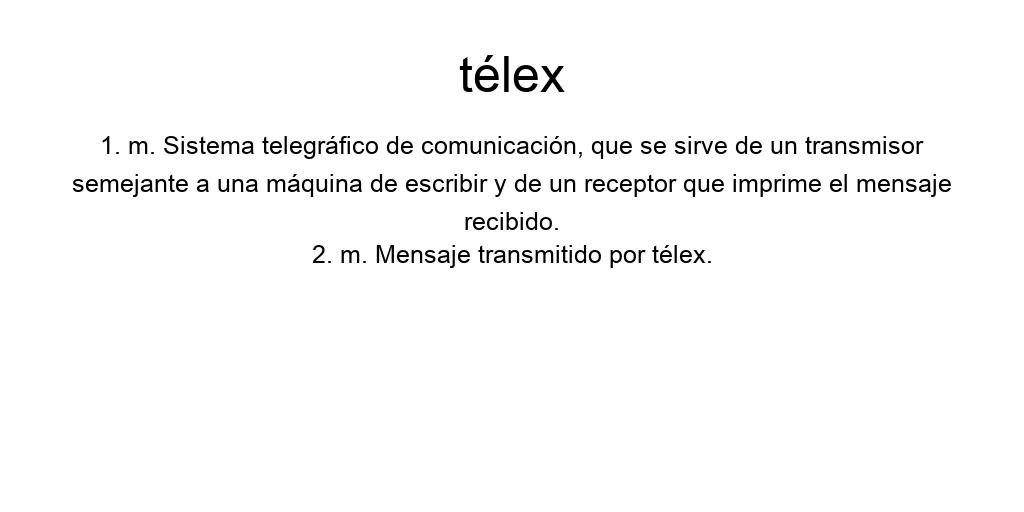 télex
1. m. Sistema telegráfico de comunicación, que se sirve de un transmisor
semejante a una máquina de escribir y de un receptor que imprime el mensaje
recibido.
2. m. Mensaje transmitido por télex.